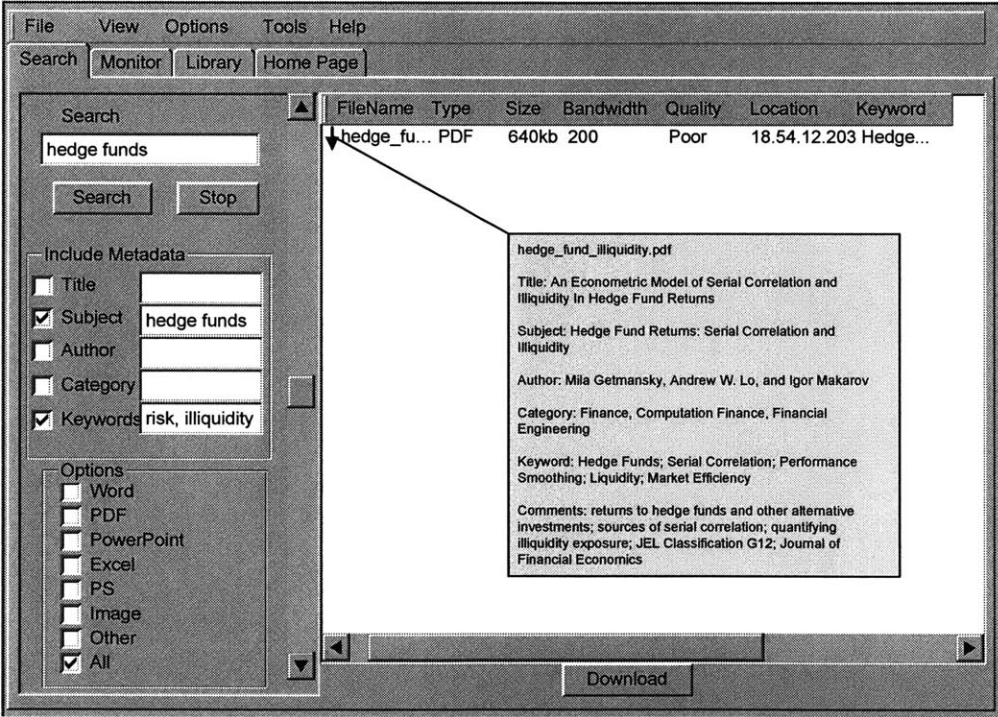 File View Options Tools Help
Search Monitor Library Home Page
Search
hedge funds
Search Stop
Include Metadata
Title
Subject hedge funds
Author
Category
Keywords risk, illiquidity
Options
Word
PDF
PowerPoint
Excel
PS
Image
Other
All
FileName Type Size Bandwidth Quality Location Keyword
hedge_fu... PDF 640kb 200 Poor 18.54.12.203 Hedge...
hedge_fund_illiquidity.pdf
Title: An Econometric Model of Serial Correlation and
Illiquidity In Hedge Fund Returns
Subject: Hedge Fund Returns: Serial Correlation and
Illiquidity
Author: Mila Getmansky, Andrew W. Lo, and Igor Makarov
Category: Finance, Computation Finance, Financial
Engineering
Keyword: Hedge Funds; Serial Correlation; Performance
Smoothing; Liquidity; Market Efficiency
Comments: returns to hedge funds and other alternative
investments; sources of serial correlation; quantifying
illiquidity exposure; JEL Classification G12; Journal of
Financial Economics
Download